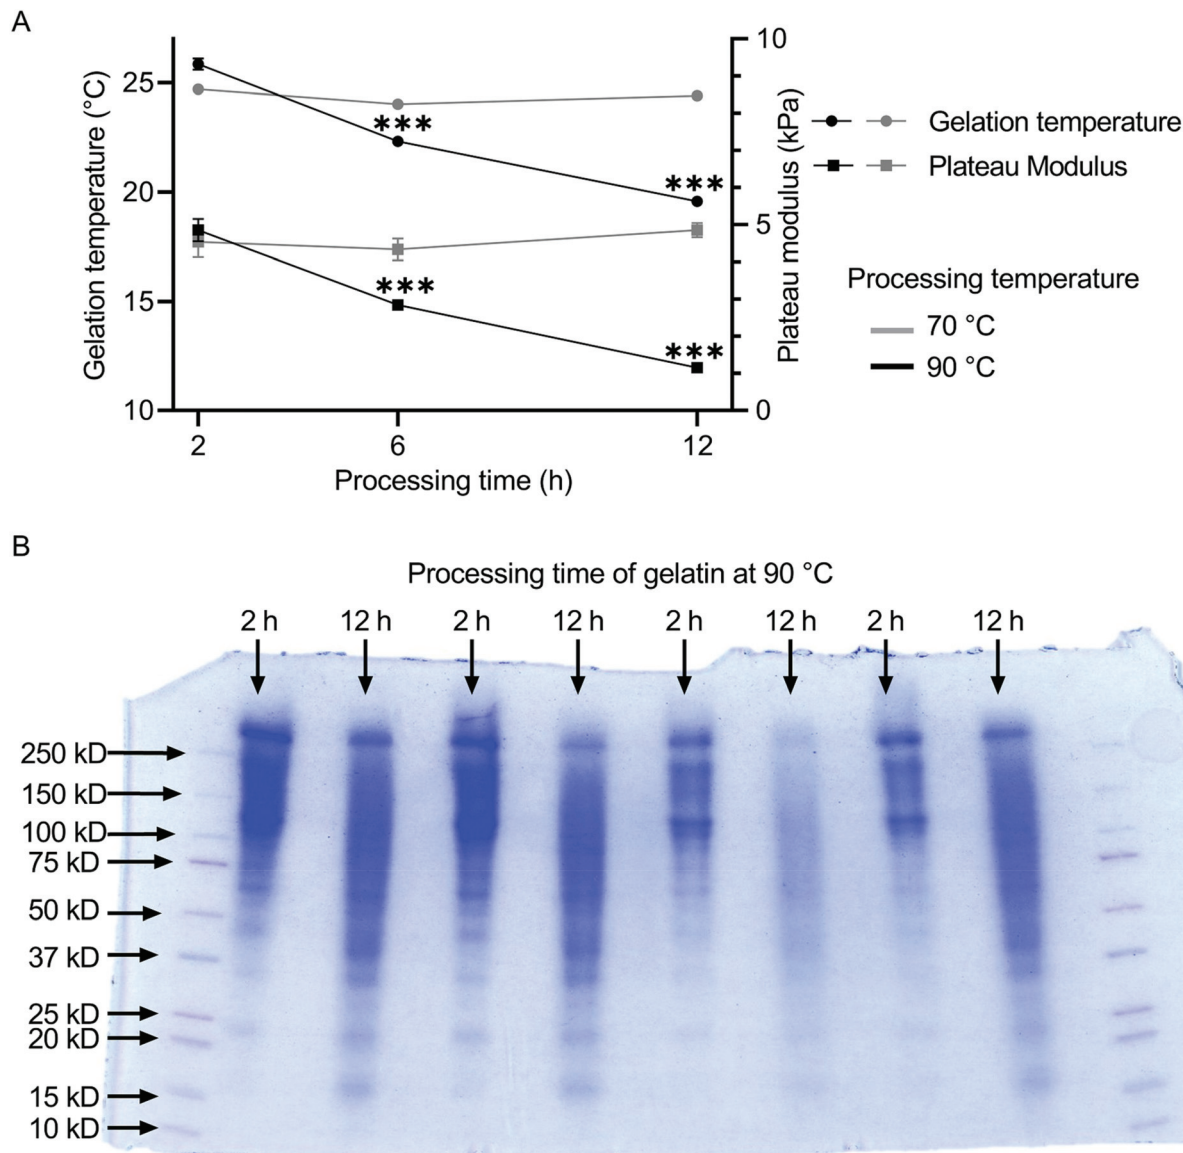 A
Gelation temperature (°C)
25
20
15
10
2
6
12
Processing time (h)
***
***
***
***
10
5
0
Plateau modulus (kPa)
Gelation temperature
Plateau Modulus
Processing temperature
70 °C
90 °C
B
Processing time of gelatin at 90 °C
2 h 12 h 2 h 12 h 2 h 12 h 2 h 12 h
250 kD
150 kD
100 kD
75 kD
50 kD
37 kD
25 kD
20 kD
15 kD
10 kD